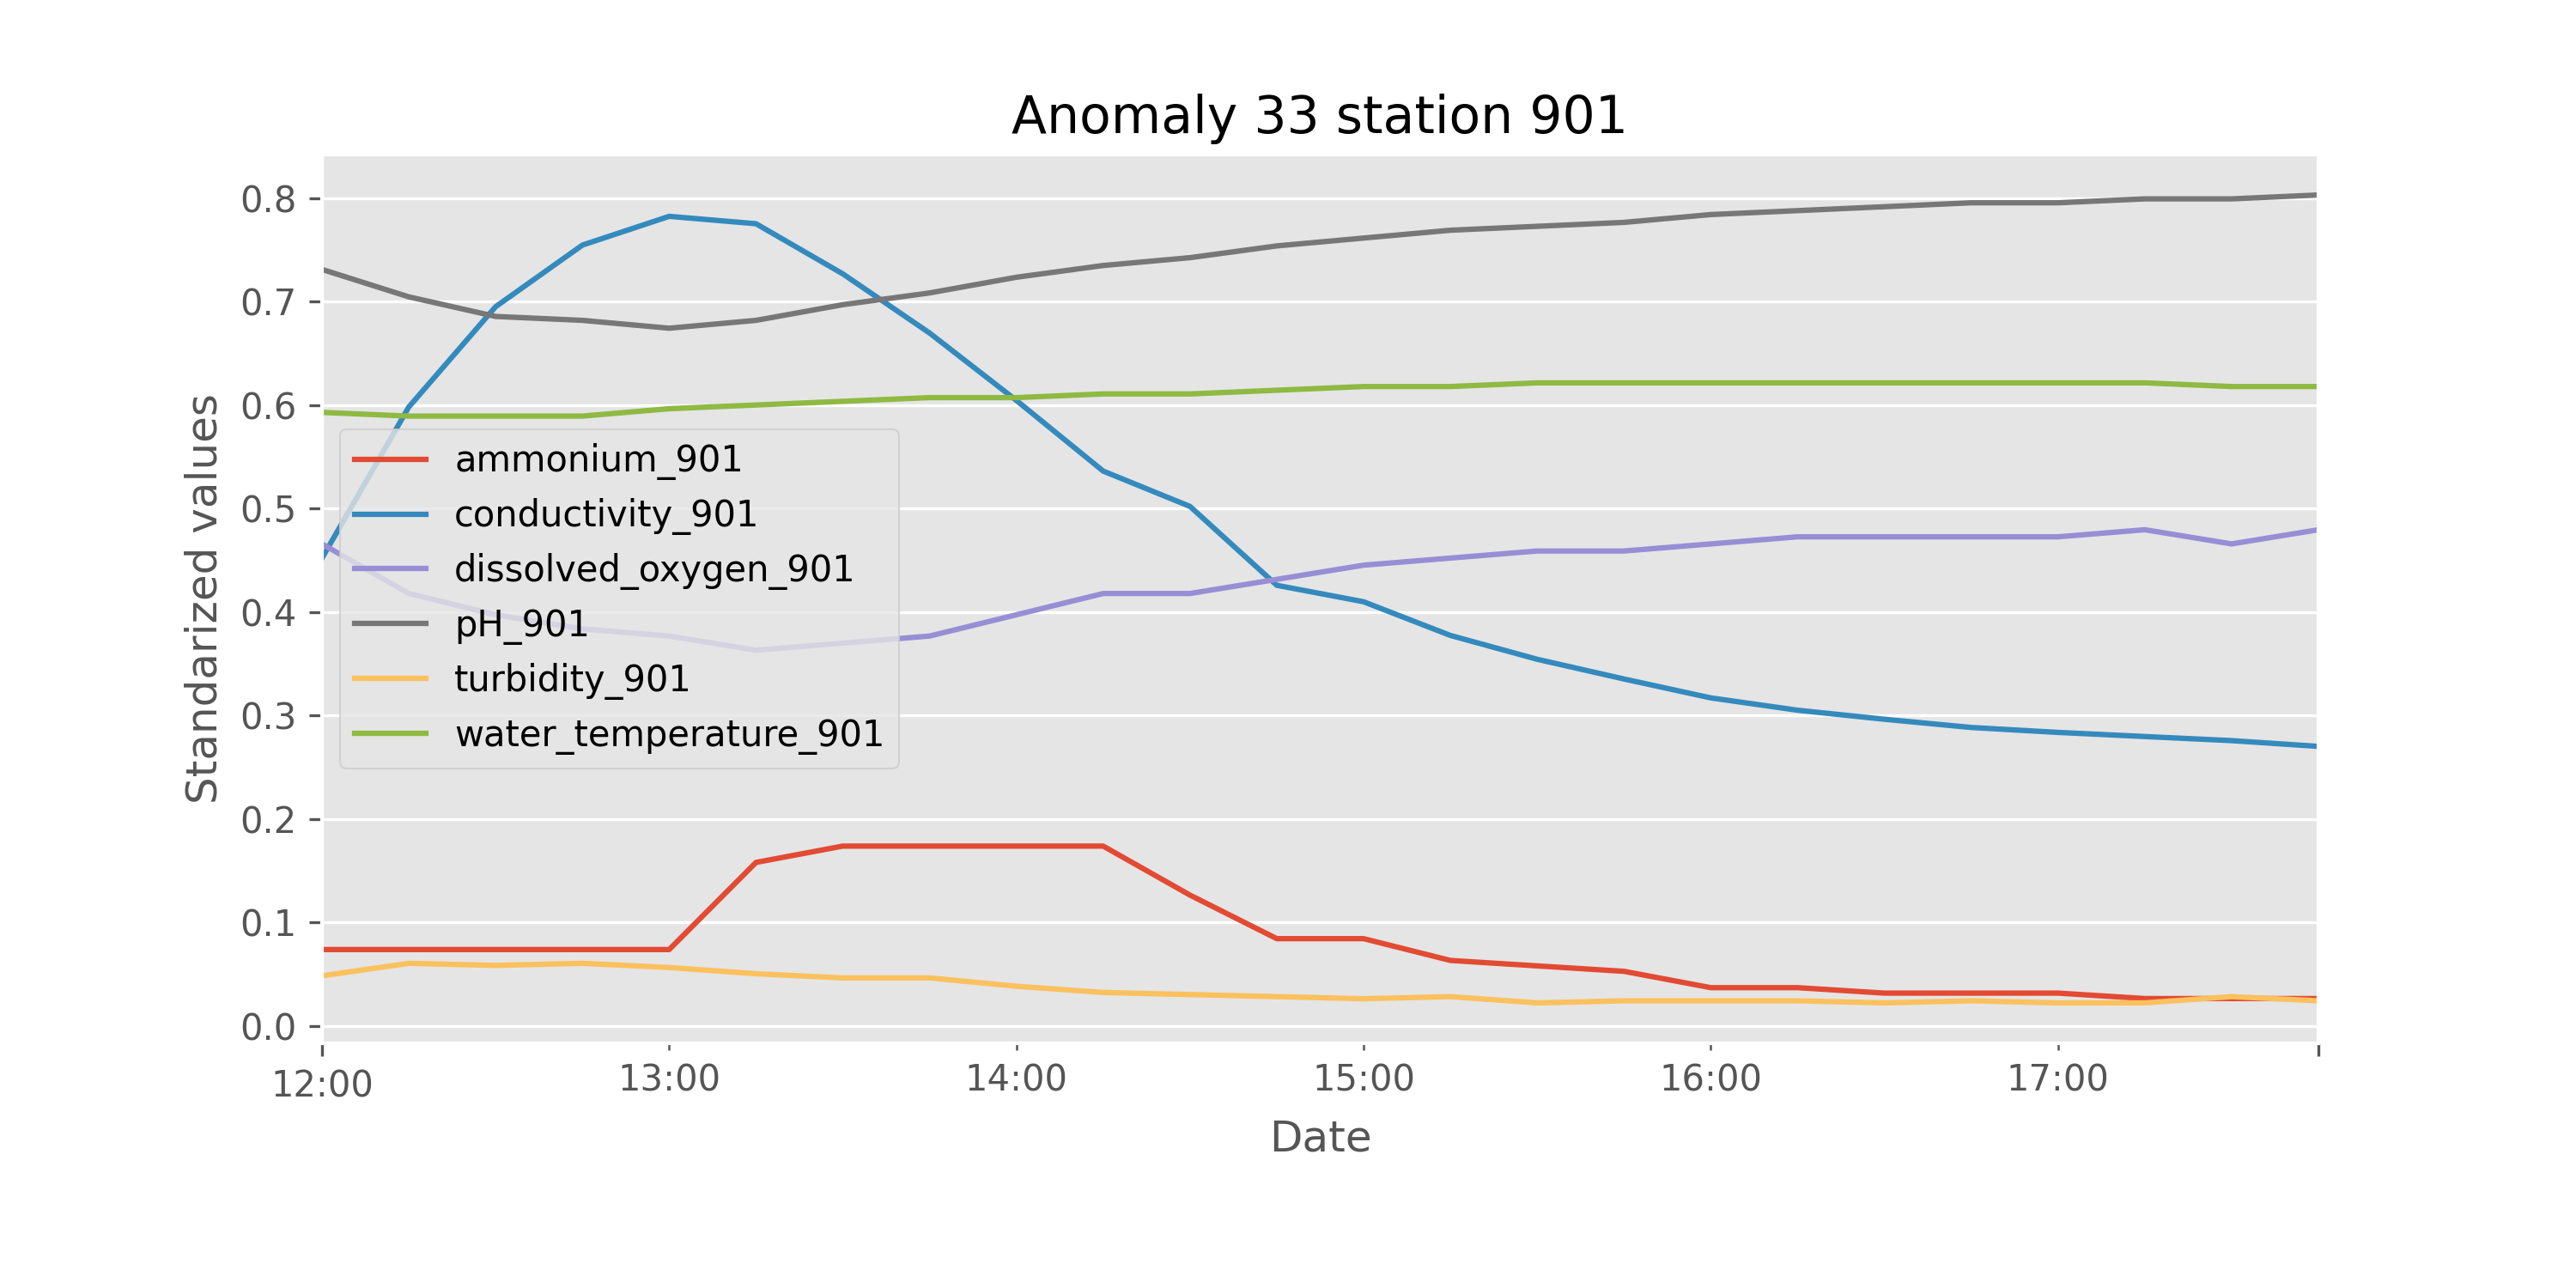 Anomaly 33 station 901
Standarized values
0.8
0.7
0.6
0.5
0.4
0.3
0.2
0.1
0.0
ammonium_901
conductivity_901
dissolved_oxygen_901
pH_901
turbidity_901
water_temperature_901
12:00 13:00 14:00 15:00 16:00 17:00
Date